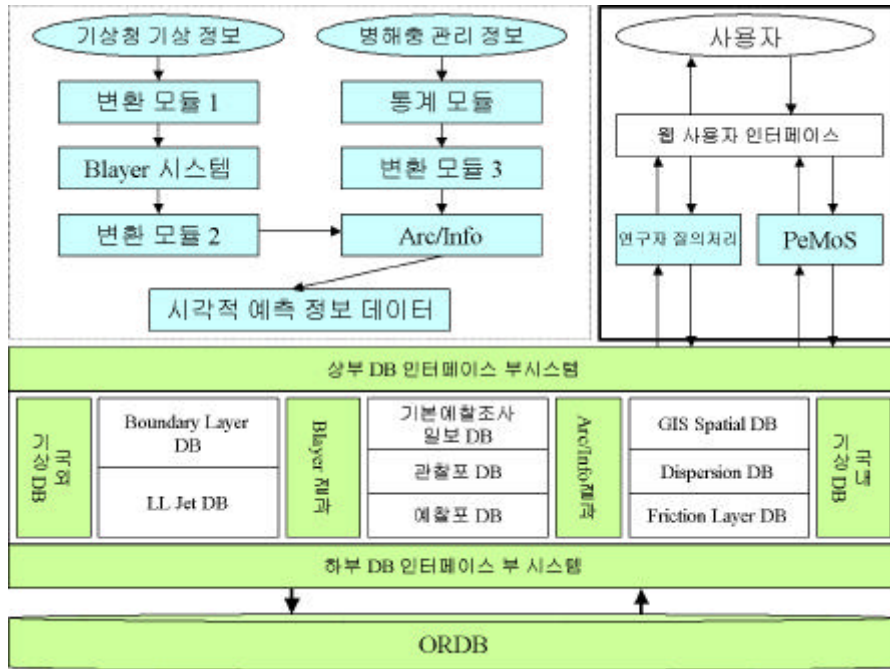 기상청 기상 정보
병해충 관리 정보
사용자
변환 모듈 1
통계 모듈
웹 사용자 인터페이스
Blayer 시스템
변환 모듈 3
변환 모듈 2
Arc/Info
연구자 질의처리
PeMoS
시각적 예측 정보 데이터
상부 DB 인터페이스 부시스템
국외
기상 DB
Boundary Layer
DB
LL Jet DB
Blayer 결과
기본예찰조사
일보 DB
관찰포 DB
예찰포 DB
Arc/Info결과
GIS Spatial DB
Dispersion DB
Friction Layer DB
국내
기상 DB
하부 DB 인터페이스 부 시스템
ORDB